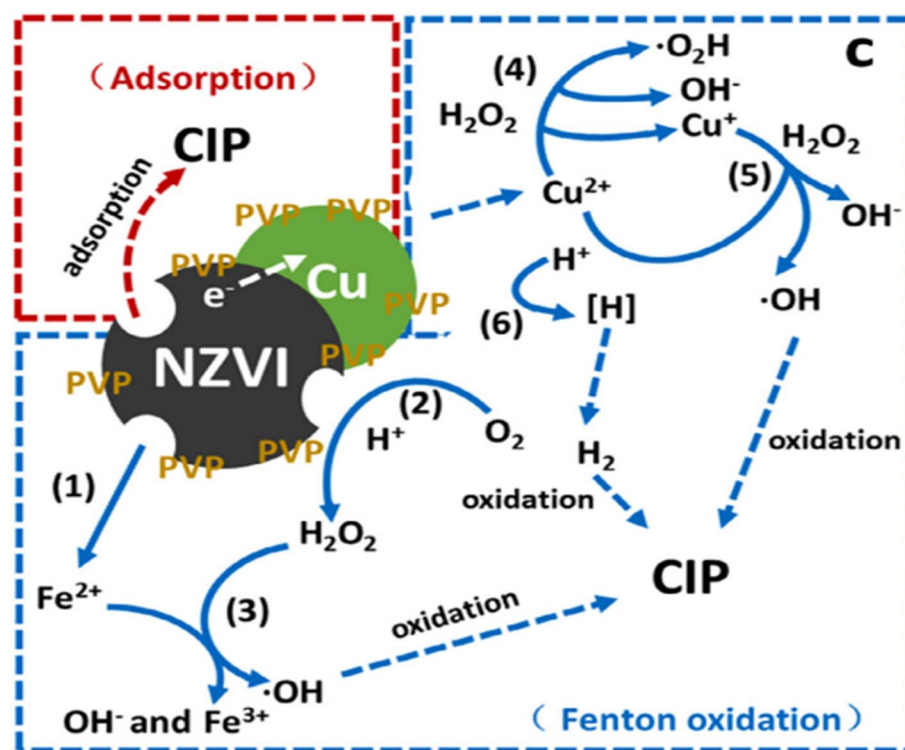 c
(Adsorption)
CIP
adsorption
(4)
·O₂H
OH⁻
Cu⁺
H₂O₂
H₂O₂
(5)
OH⁻
Cu²⁺
·OH
PVP
PVP
PVP
PVP
PVP
PVP
PVP
PVP
e⁻
Cu
NZVI
H⁺
(6)
[H]
H₂
oxidation
oxidation
(2)
H⁺
O₂
(1)
H₂O₂
Fe²⁺
(3)
·OH
OH⁻ and Fe³⁺
oxidation
CIP
(Fenton oxidation)